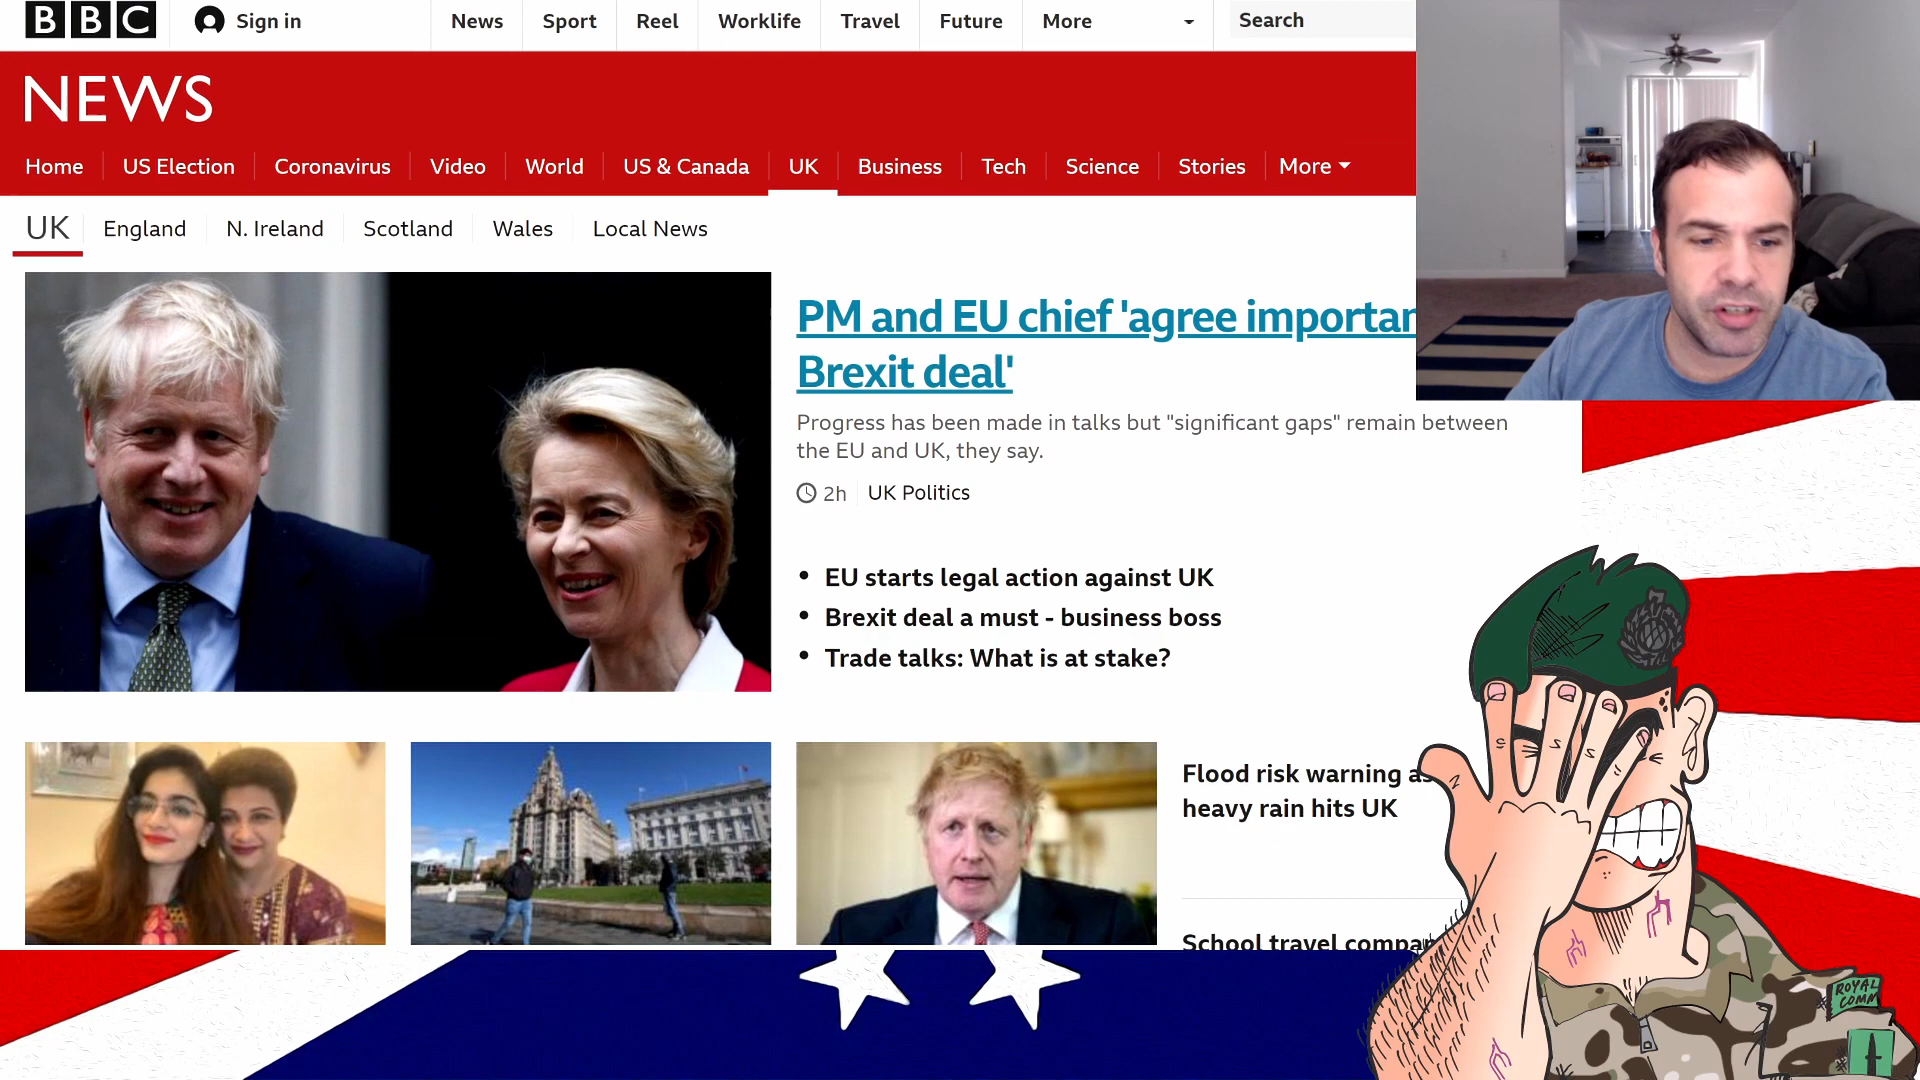 BBC Sign in News Sport Reel Worklife Travel Future More Search
NEWS
Home US Election Coronavirus Video World US & Canada UK Business Tech Science Stories More
UK England N. Ireland Scotland Wales Local News
PM and EU chief 'agree importan
Brexit deal'
Progress has been made in talks but "significant gaps" remain between
the EU and UK, they say.
2h UK Politics
• EU starts legal action against UK
• Brexit deal a must - business boss
• Trade talks: What is at stake?
Flood risk warning as
heavy rain hits UK
School travel compan
ROYAL
COMM